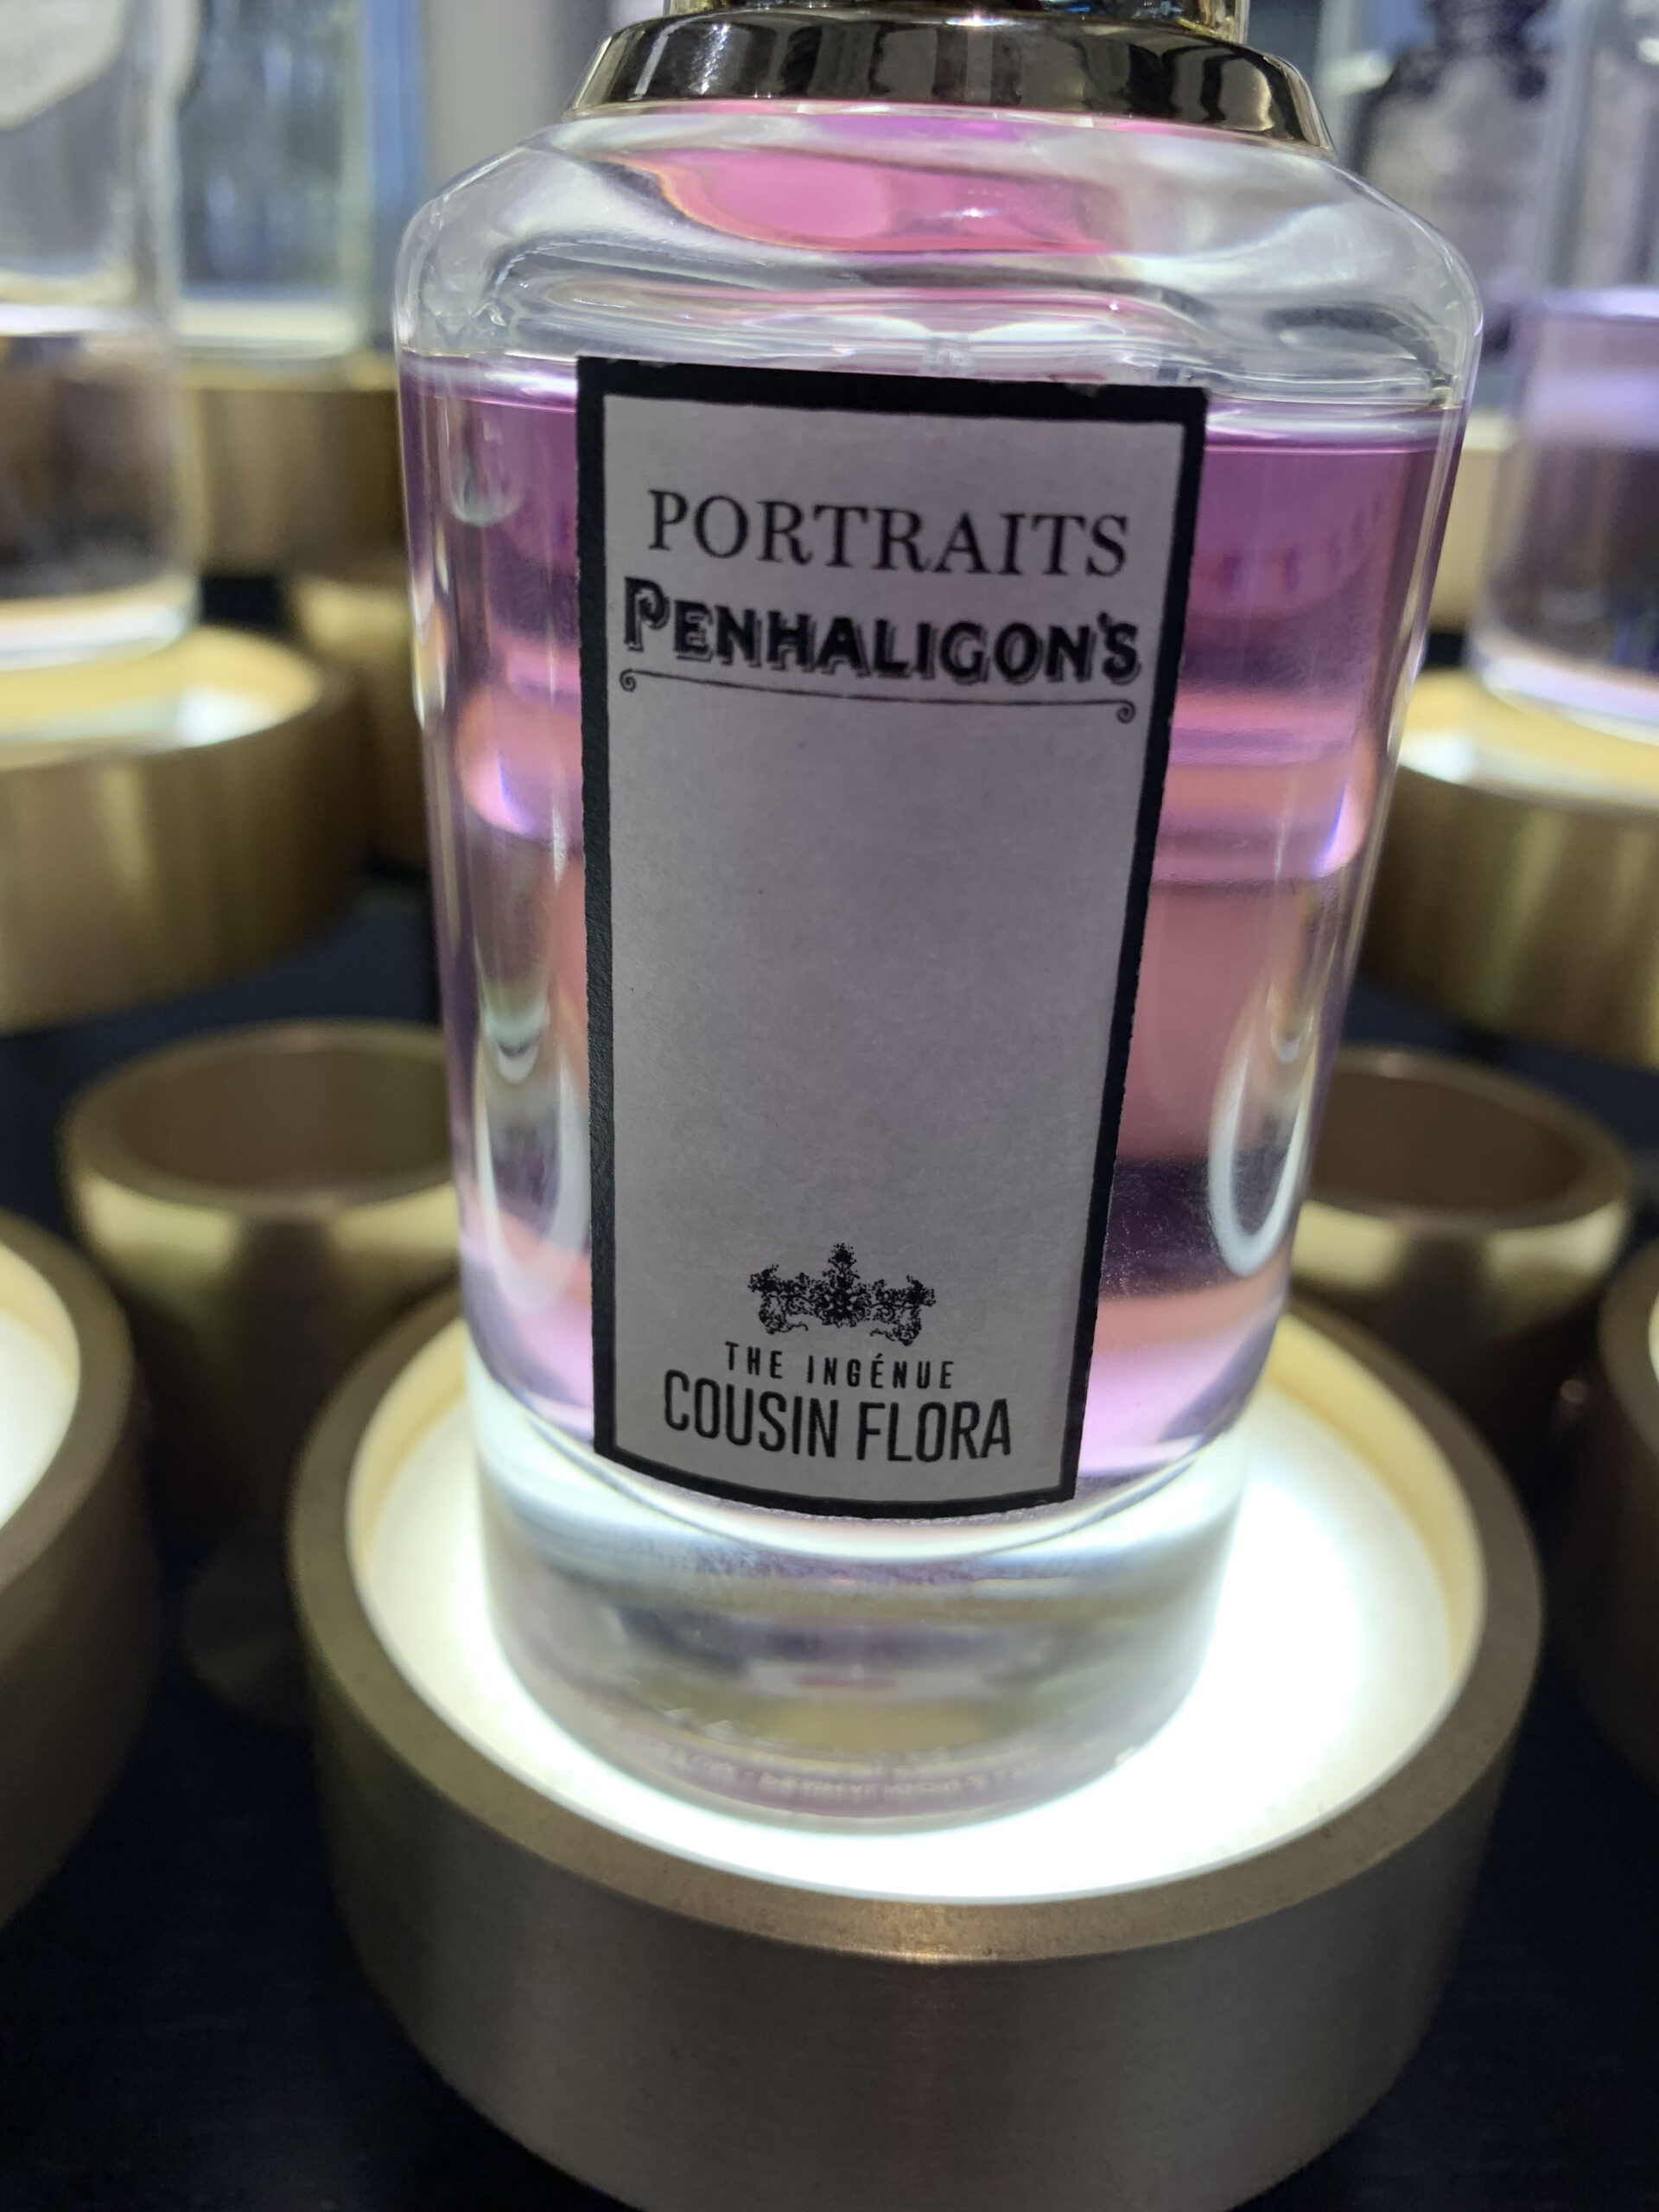 PORTRAITS
PENHALIGON'S
THE INGÉNUE
COUSIN FLORA